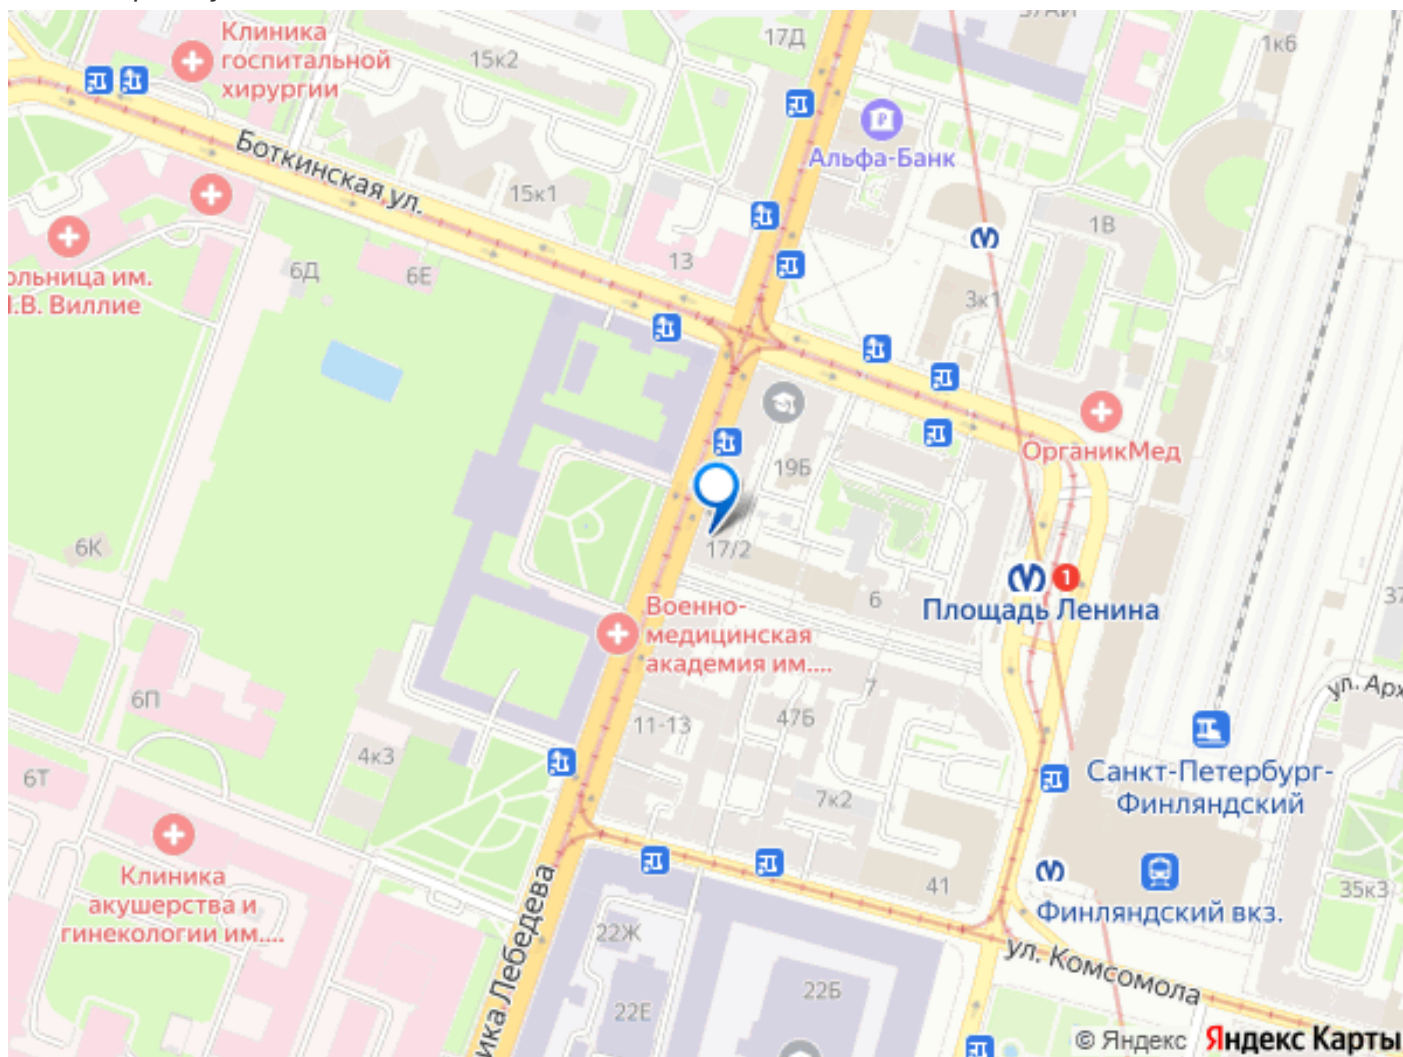 Клиника
госпитальной
хирургии
15к2
17Д
1к6
Альфа-Банк
Боткинская ул.
15к1
13
1В
ольница им.
.В. Виллие
6Д
6Е
3к1
ОрганикМед
19Б
6К
17/2
6
1
Площадь Ленина
Военно-
медицинская
академия им....
37
ул. Арх
6П
11-13
47Б
7
4к3
6Т
7к2
Санкт-Петербург-
Финляндский
Клиника
акушерства и
гинекологии им....
41
35к3
Финляндский вкз.
ика Лебедева
22Ж
22Е
22Б
ул. Комсомола
© Яндекс Яндекс Карты